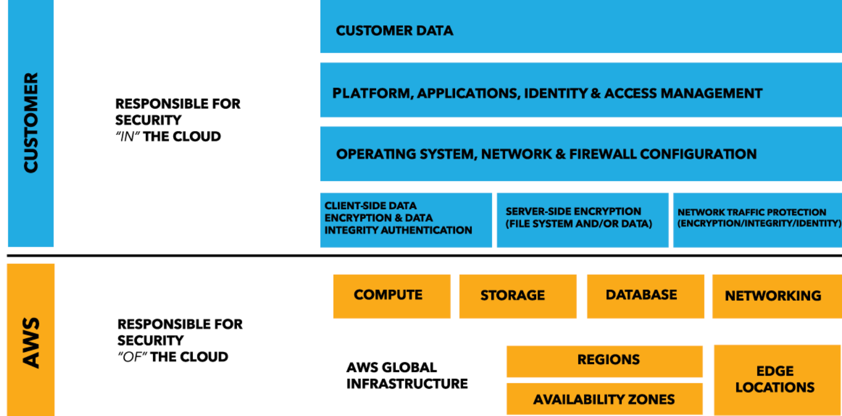 CUSTOMER
RESPONSIBLE FOR
SECURITY
"IN" THE CLOUD
CUSTOMER DATA
PLATFORM, APPLICATIONS, IDENTITY & ACCESS MANAGEMENT
OPERATING SYSTEM, NETWORK & FIREWALL CONFIGURATION
CLIENT-SIDE DATA
ENCRYPTION & DATA
INTEGRITY AUTHENTICATION
SERVER-SIDE ENCRYPTION
(FILE SYSTEM AND/OR DATA)
NETWORK TRAFFIC PROTECTION
(ENCRYPTION/INTEGRITY/IDENTITY)
AWS
RESPONSIBLE FOR
SECURITY
"OF" THE CLOUD
COMPUTE
STORAGE
DATABASE
NETWORKING
AWS GLOBAL
INFRASTRUCTURE
REGIONS
AVAILABILITY ZONES
EDGE
LOCATIONS